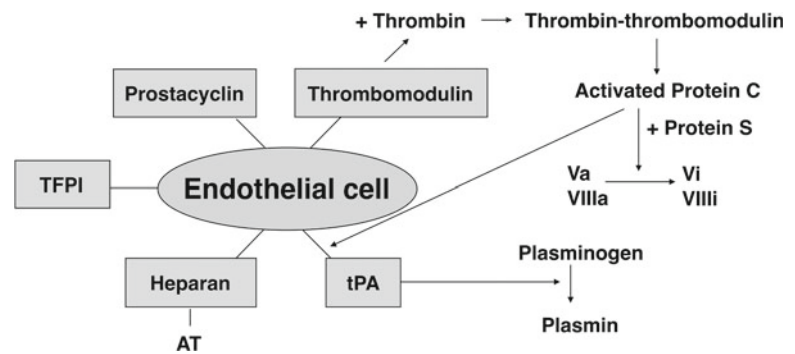 + Thrombin
Thrombin-thrombomodulin
Prostacyclin
Thrombomodulin
Activated Protein C
+ Protein S
TFPI
Endothelial cell
Va
Vi
VIIIa
VIIIi
Heparan
tPA
Plasminogen
AT
Plasmin